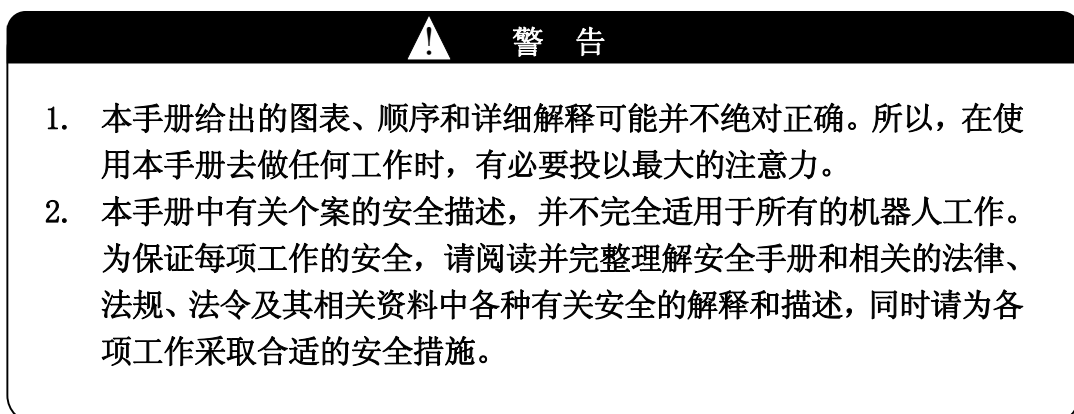 警 告
1. 本手册给出的图表、顺序和详细解释可能并不绝对正确。所以，在使
用本手册去做任何工作时，有必要投以最大的注意力。
2. 本手册中有关个案的安全描述，并不完全适用于所有的机器人工作。
为保证每项工作的安全，请阅读并完整理解安全手册和相关的法律、
法规、法令及其相关资料中各种有关安全的解释和描述，同时请为各
项工作采取合适的安全措施。